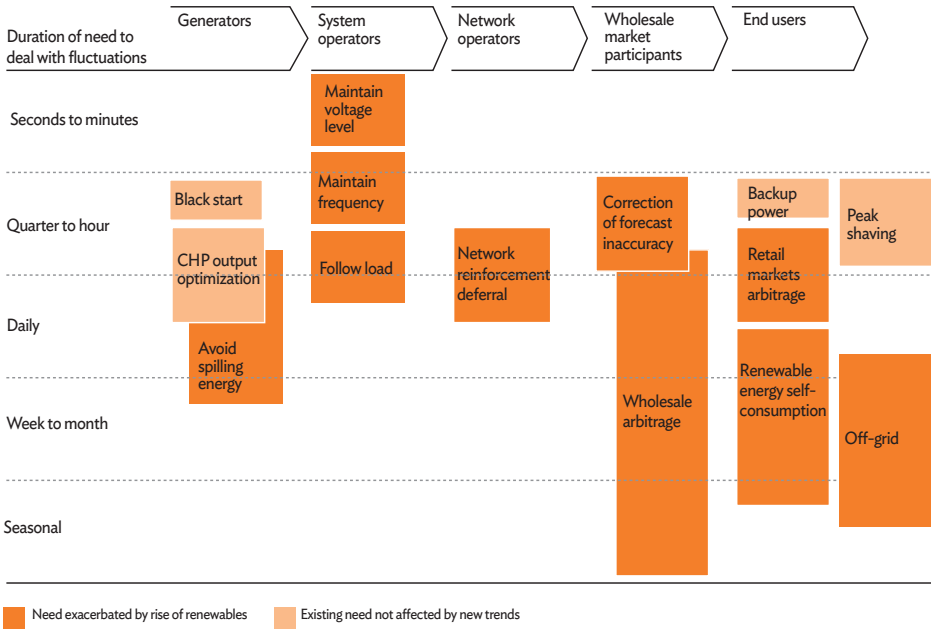 Duration of need to
deal with fluctuations
Generators
System
operators
Network
operators
Wholesale
market
participants
End users
Seconds to minutes
Maintain
voltage
level
Quarter to hour
Black start
CHP output
optimization
Maintain
frequency
Follow load
Network
reinforcement
deferral
Correction
of forecast
inaccuracy
Backup
power
Retail
markets
arbitrage
Peak
shaving
Daily
Avoid
spilling
energy
Week to month
Wholesale
arbitrage
Renewable
energy self-
consumption
Off-grid
Seasonal
Need exacerbated by rise of renewables
Existing need not affected by new trends